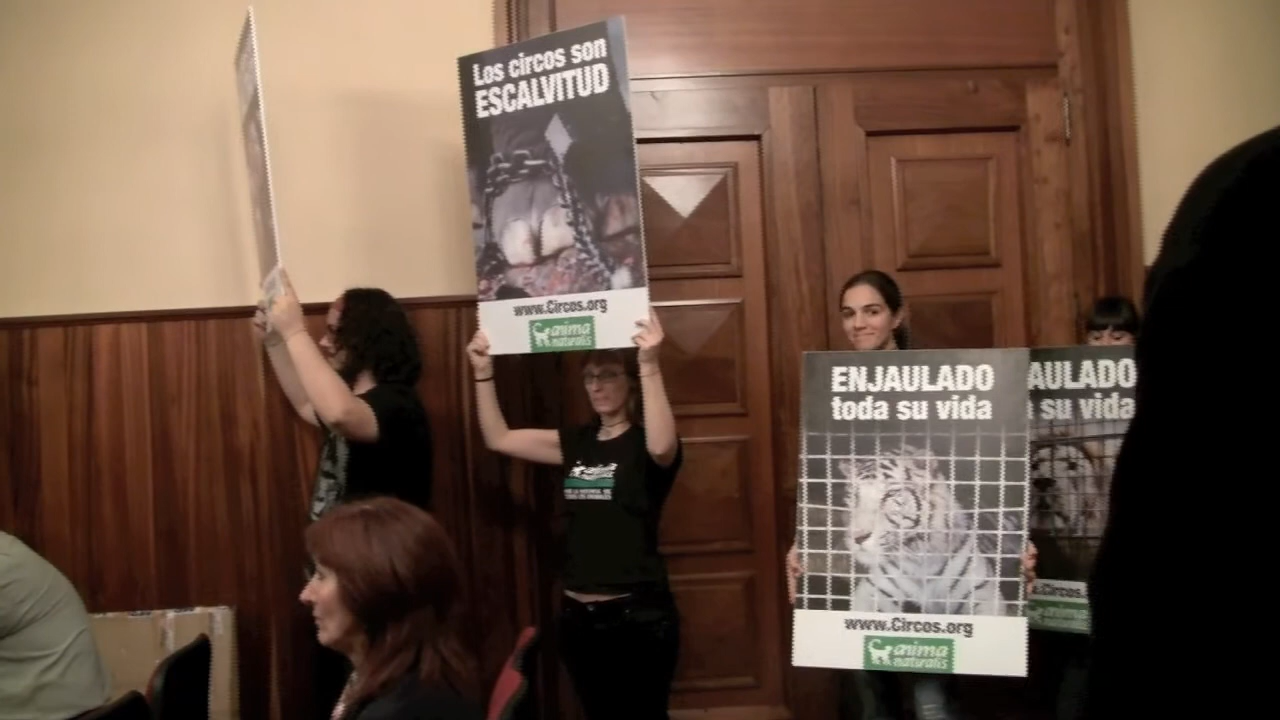 Los circos son
ESCALVITUD
www.Circos.org
anima
naturalis
ENJAULADO
toda su vida
www.Circos.org
anima
naturalis
AULADO
su vida